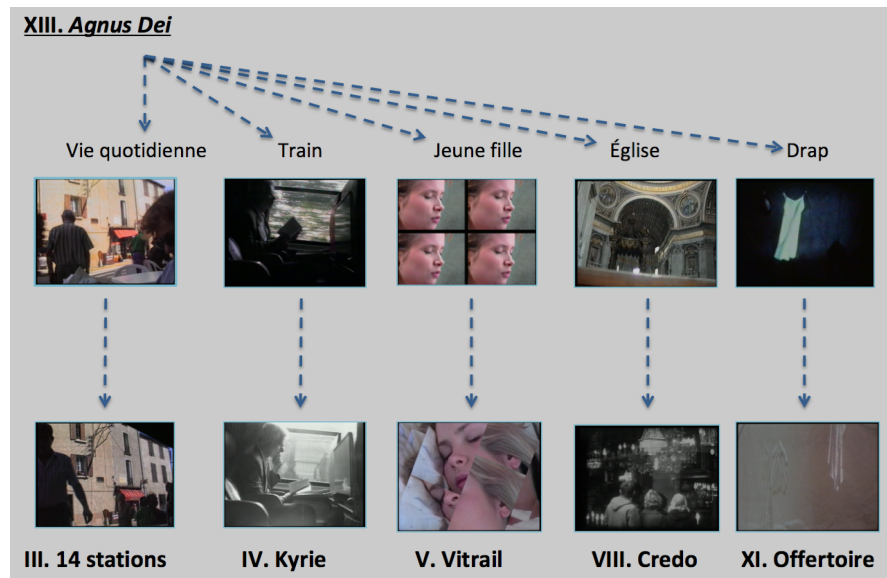 XIII. Agnus Dei
Vie quotidienne Train Jeune fille Église Drap
III. 14 stations IV. Kyrie V. Vitrail VIII. Credo XI. Offertoire